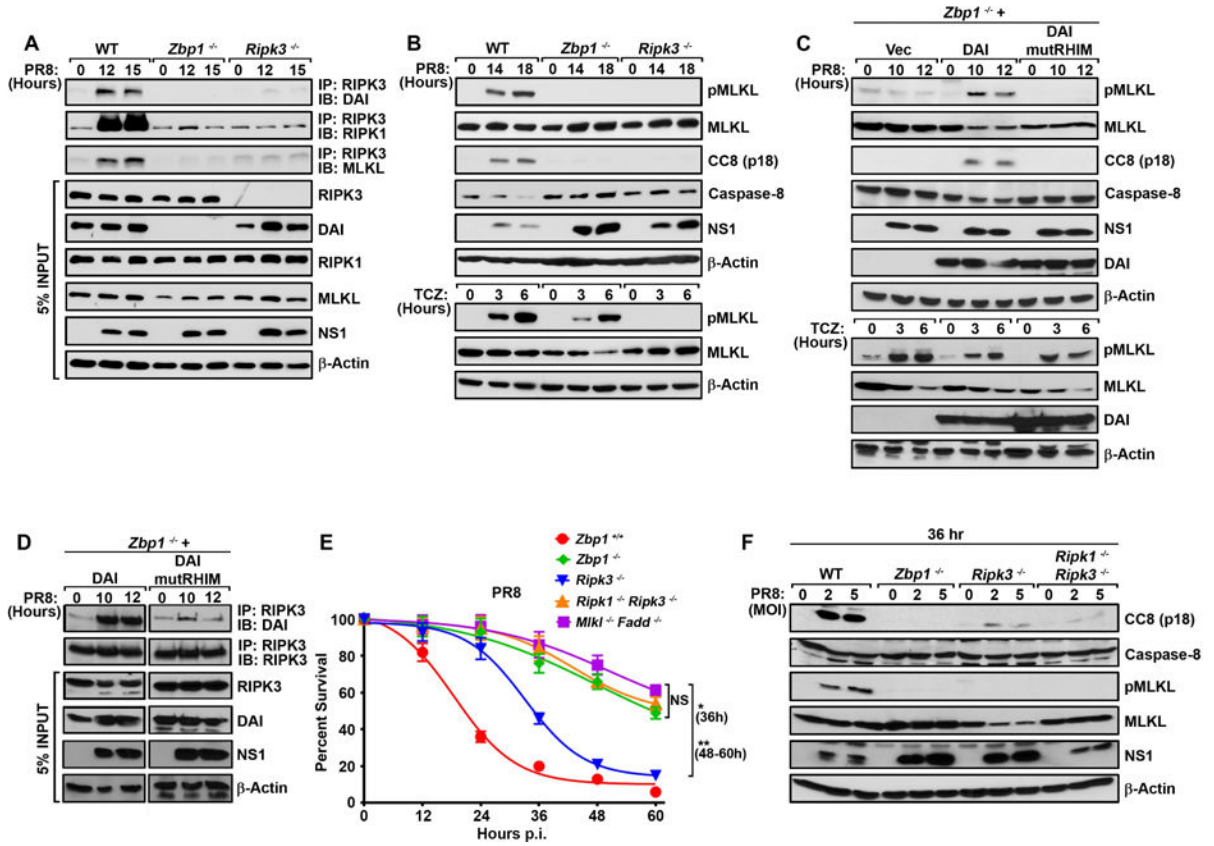 A
WT Zbp1 -/- Ripk3 -/-
PR8: 0 12 15 0 12 15 0 12 15
(Hours)
IP: RIPK3
IB: DAI
IP: RIPK3
IB: RIPK1
IP: RIPK3
IB: MLKL
5% INPUT
RIPK3
DAI
RIPK1
MLKL
NS1
β-Actin
B
WT Zbp1 -/- Ripk3 -/-
PR8: 0 14 18 0 14 18 0 14 18
(Hours)
pMLKL
MLKL
CC8 (p18)
Caspase-8
NS1
β-Actin
TCZ: 0 3 6 0 3 6 0 3 6
(Hours)
pMLKL
MLKL
β-Actin
C
Zbp1 -/- +
DAI
Vec DAI mutRHIM
PR8: 0 10 12 0 10 12 0 10 12
(Hours)
pMLKL
MLKL
CC8 (p18)
Caspase-8
NS1
DAI
β-Actin
TCZ: 0 3 6 0 3 6 0 3 6
(Hours)
pMLKL
MLKL
DAI
β-Actin
D
Zbp1 -/- +
DAI
DAI mutRHIM
PR8: 0 10 12 0 10 12
(Hours)
IP: RIPK3
IB: DAI
IP: RIPK3
IB: RIPK3
5% INPUT
RIPK3
DAI
NS1
β-Actin
E
Zbp1 +/+
Zbp1 -/-
Ripk3 -/-
Ripk1 -/- Ripk3 -/-
Mlkl -/- Fadd -/-
PR8
Percent Survival
100
80
60
40
20
0
0 12 24 36 48 60
Hours p.i.
NS
*
(36h)
**
(48-60h)
F
36 hr
Ripk1 -/-
WT Zbp1 -/- Ripk3 -/- Ripk3 -/-
PR8: 0 2 5 0 2 5 0 2 5 0 2 5
(MOI)
CC8 (p18)
Caspase-8
pMLKL
MLKL
NS1
β-Actin